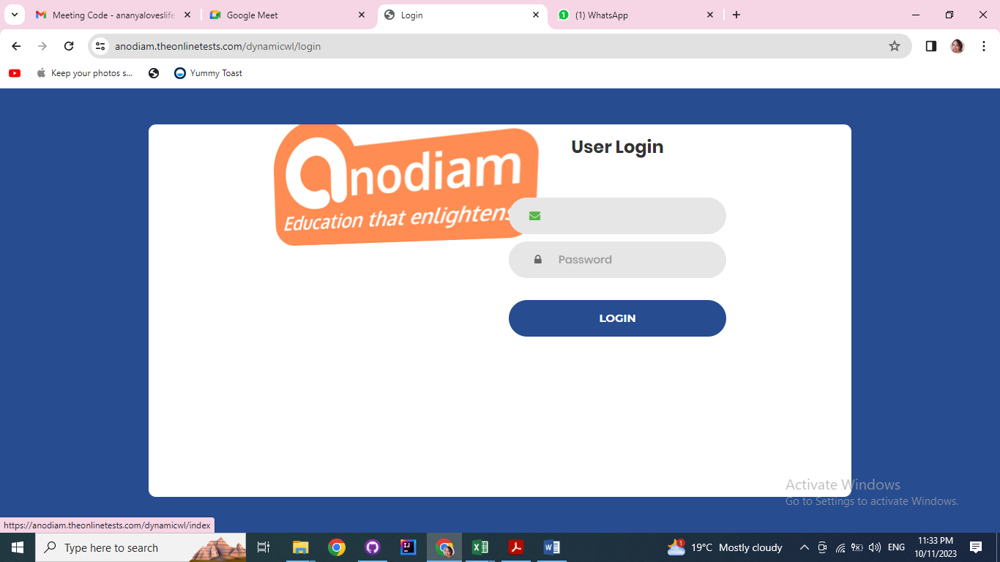 Meeting Code - ananyaloveslife
Google Meet
Login
(1) WhatsApp
anodiam.theonlinetests.com/dynamicwl/login
Keep your photos s...
Yummy Toast
anodiam
Education that enlightens
User Login
Password
LOGIN
Activate Windows
Go to Settings to activate Windows.
https://anodiam.theonlinetests.com/dynamicwl/index
Type here to search
19°C Mostly cloudy
ENG
11:33 PM
10/11/2023